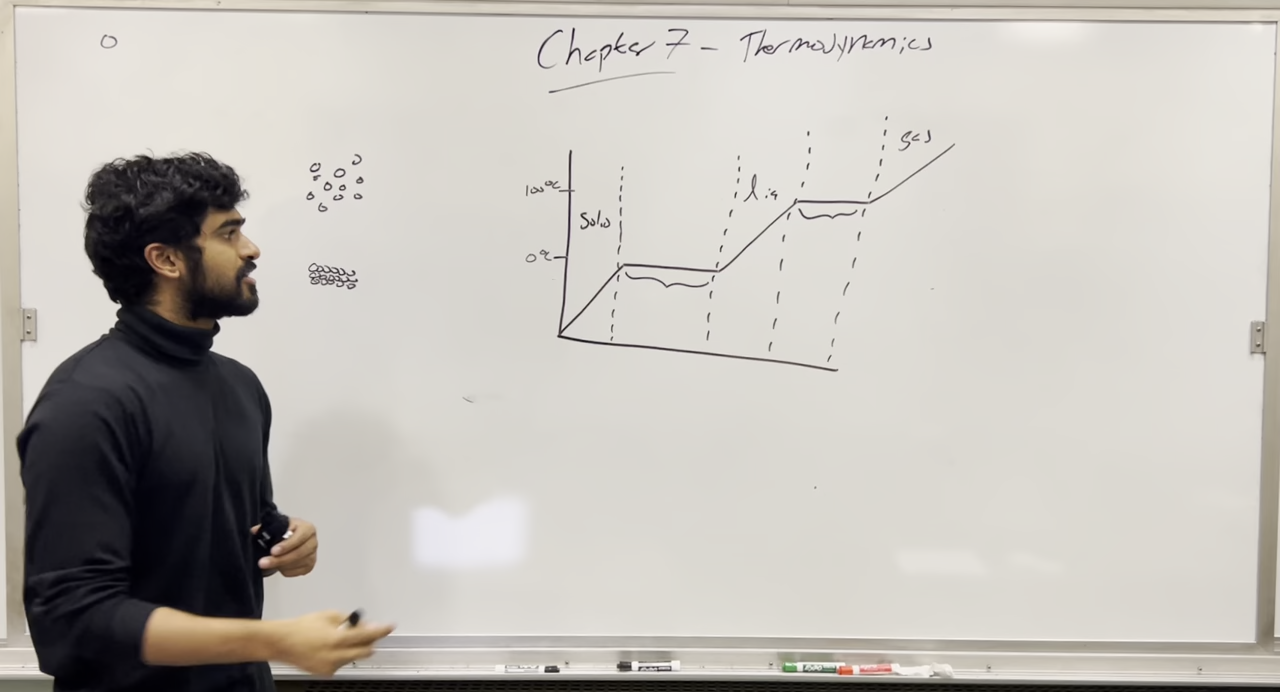 Chapter 7 - Thermodynamics
gas
100°C
liq
Solid
0°C